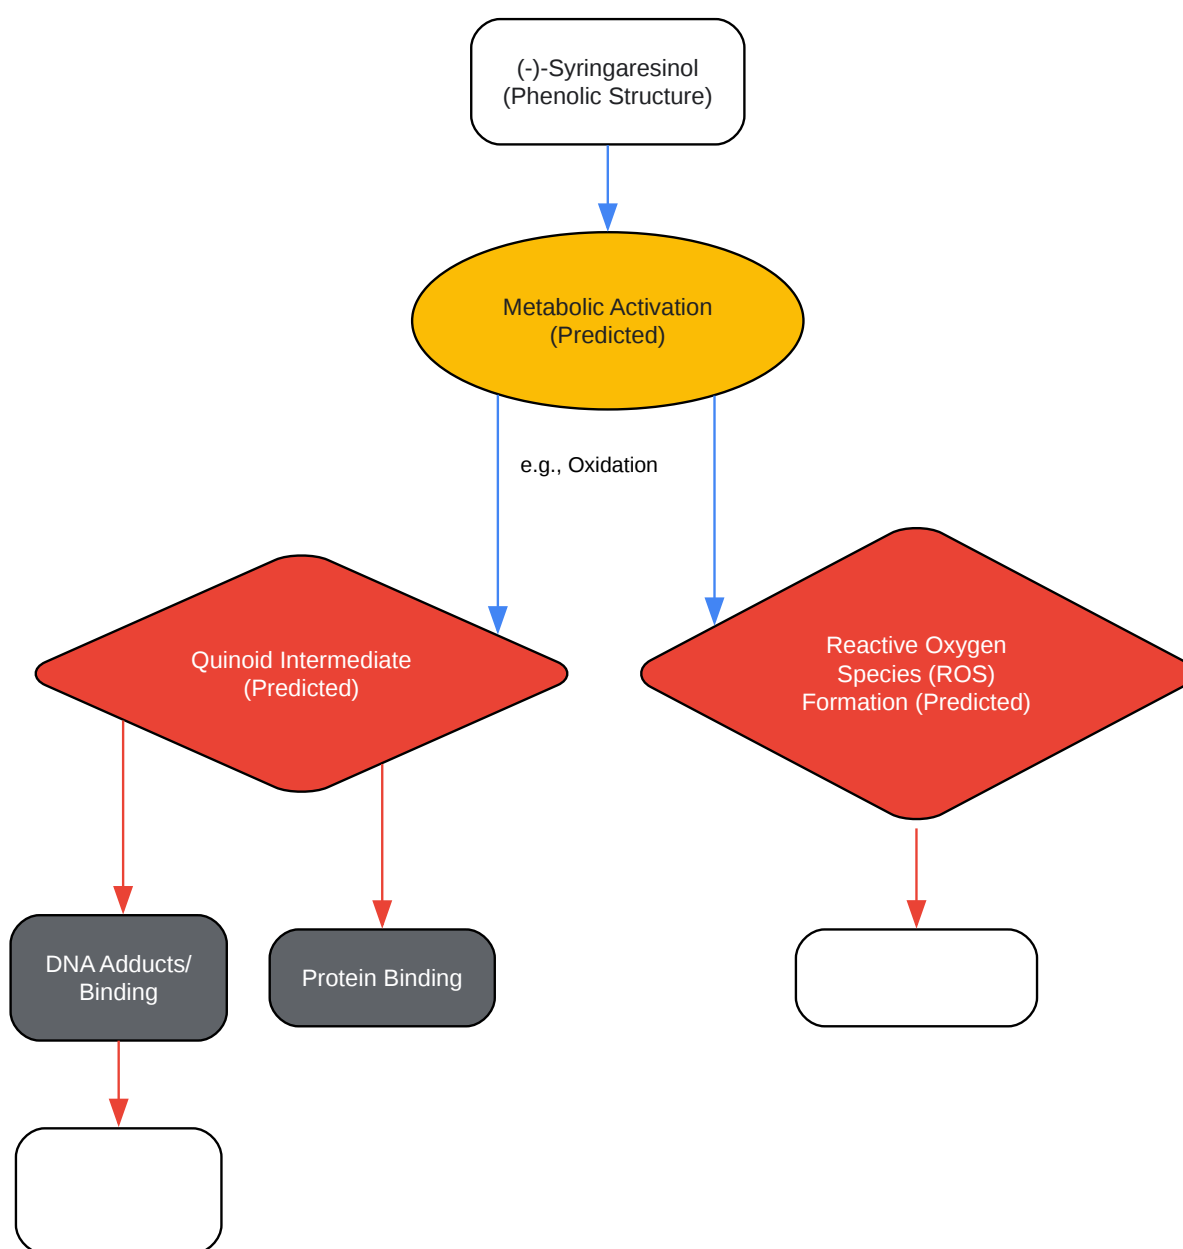 (-)-Syringaresinol
(Phenolic Structure)
Metabolic Activation
(Predicted)
e.g., Oxidation
Quinoid Intermediate
(Predicted)
Reactive Oxygen
Species (ROS)
Formation (Predicted)
DNA Adducts/
Binding
Protein Binding